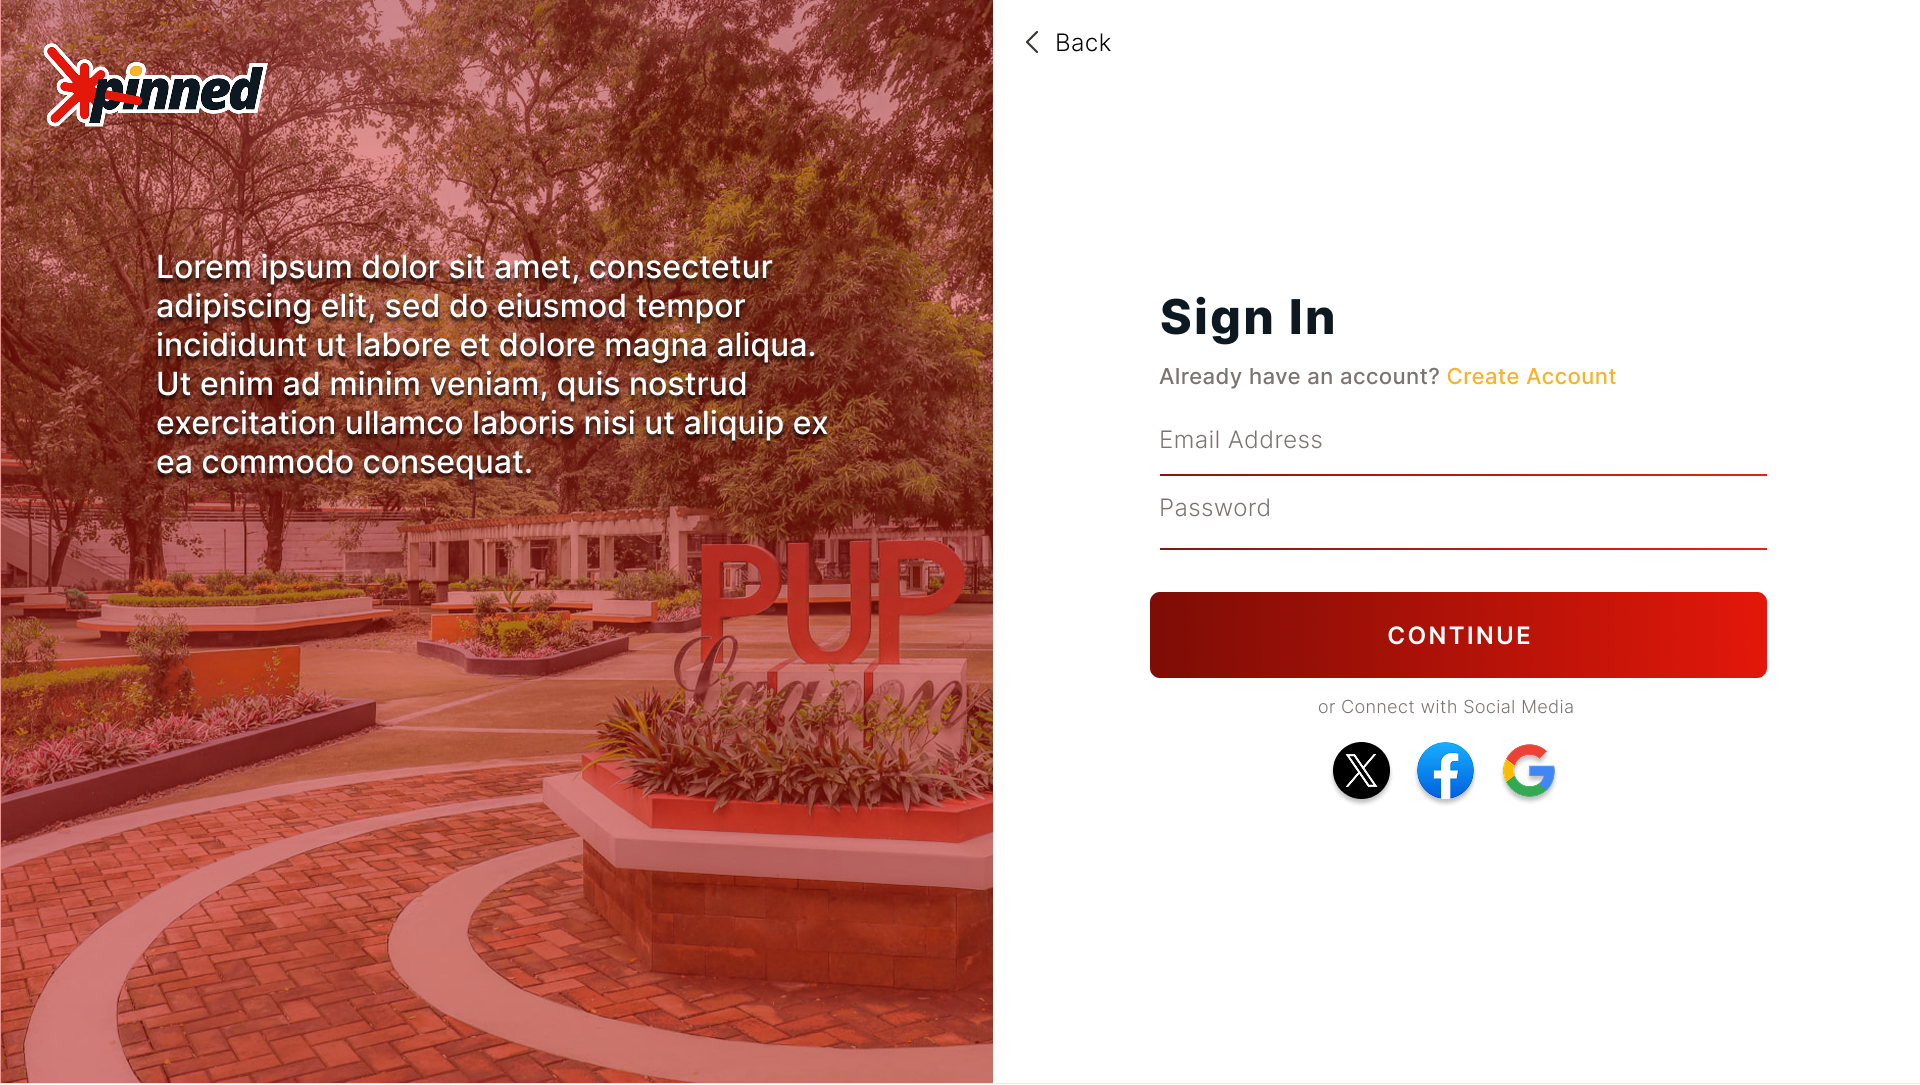 pinned
Lorem ipsum dolor sit amet, consectetur
adipiscing elit, sed do eiusmod tempor
incididunt ut labore et dolore magna aliqua.
Ut enim ad minim veniam, quis nostrud
exercitation ullamco laboris nisi ut aliquip ex
ea commodo consequat.
PUP
Lagoon
Back
Sign In
Already have an account? Create Account
Email Address
Password
CONTINUE
or Connect with Social Media